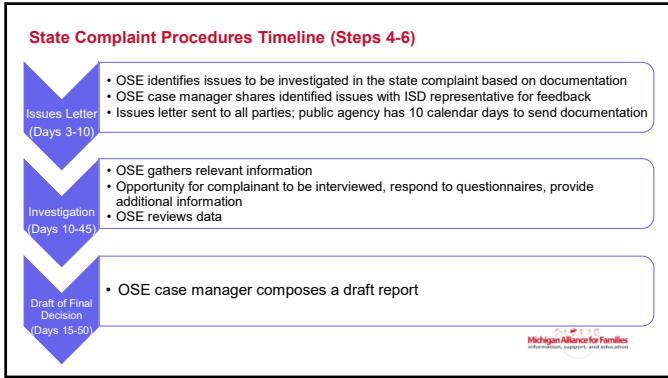 State Complaint Procedures Timeline (Steps 4-6)
Issues Letter
(Days 3-10)
• OSE identifies issues to be investigated in the state complaint based on documentation
• OSE case manager shares identified issues with ISD representative for feedback
• Issues letter sent to all parties; public agency has 10 calendar days to send documentation
Investigation
(Days 10-45)
• OSE gathers relevant information
• Opportunity for complainant to be interviewed, respond to questionnaires, provide
additional information
• OSE reviews data
Draft of Final
Decision
(Days 15-50)
• OSE case manager composes a draft report
Michigan Alliance for Families
information, support, and education